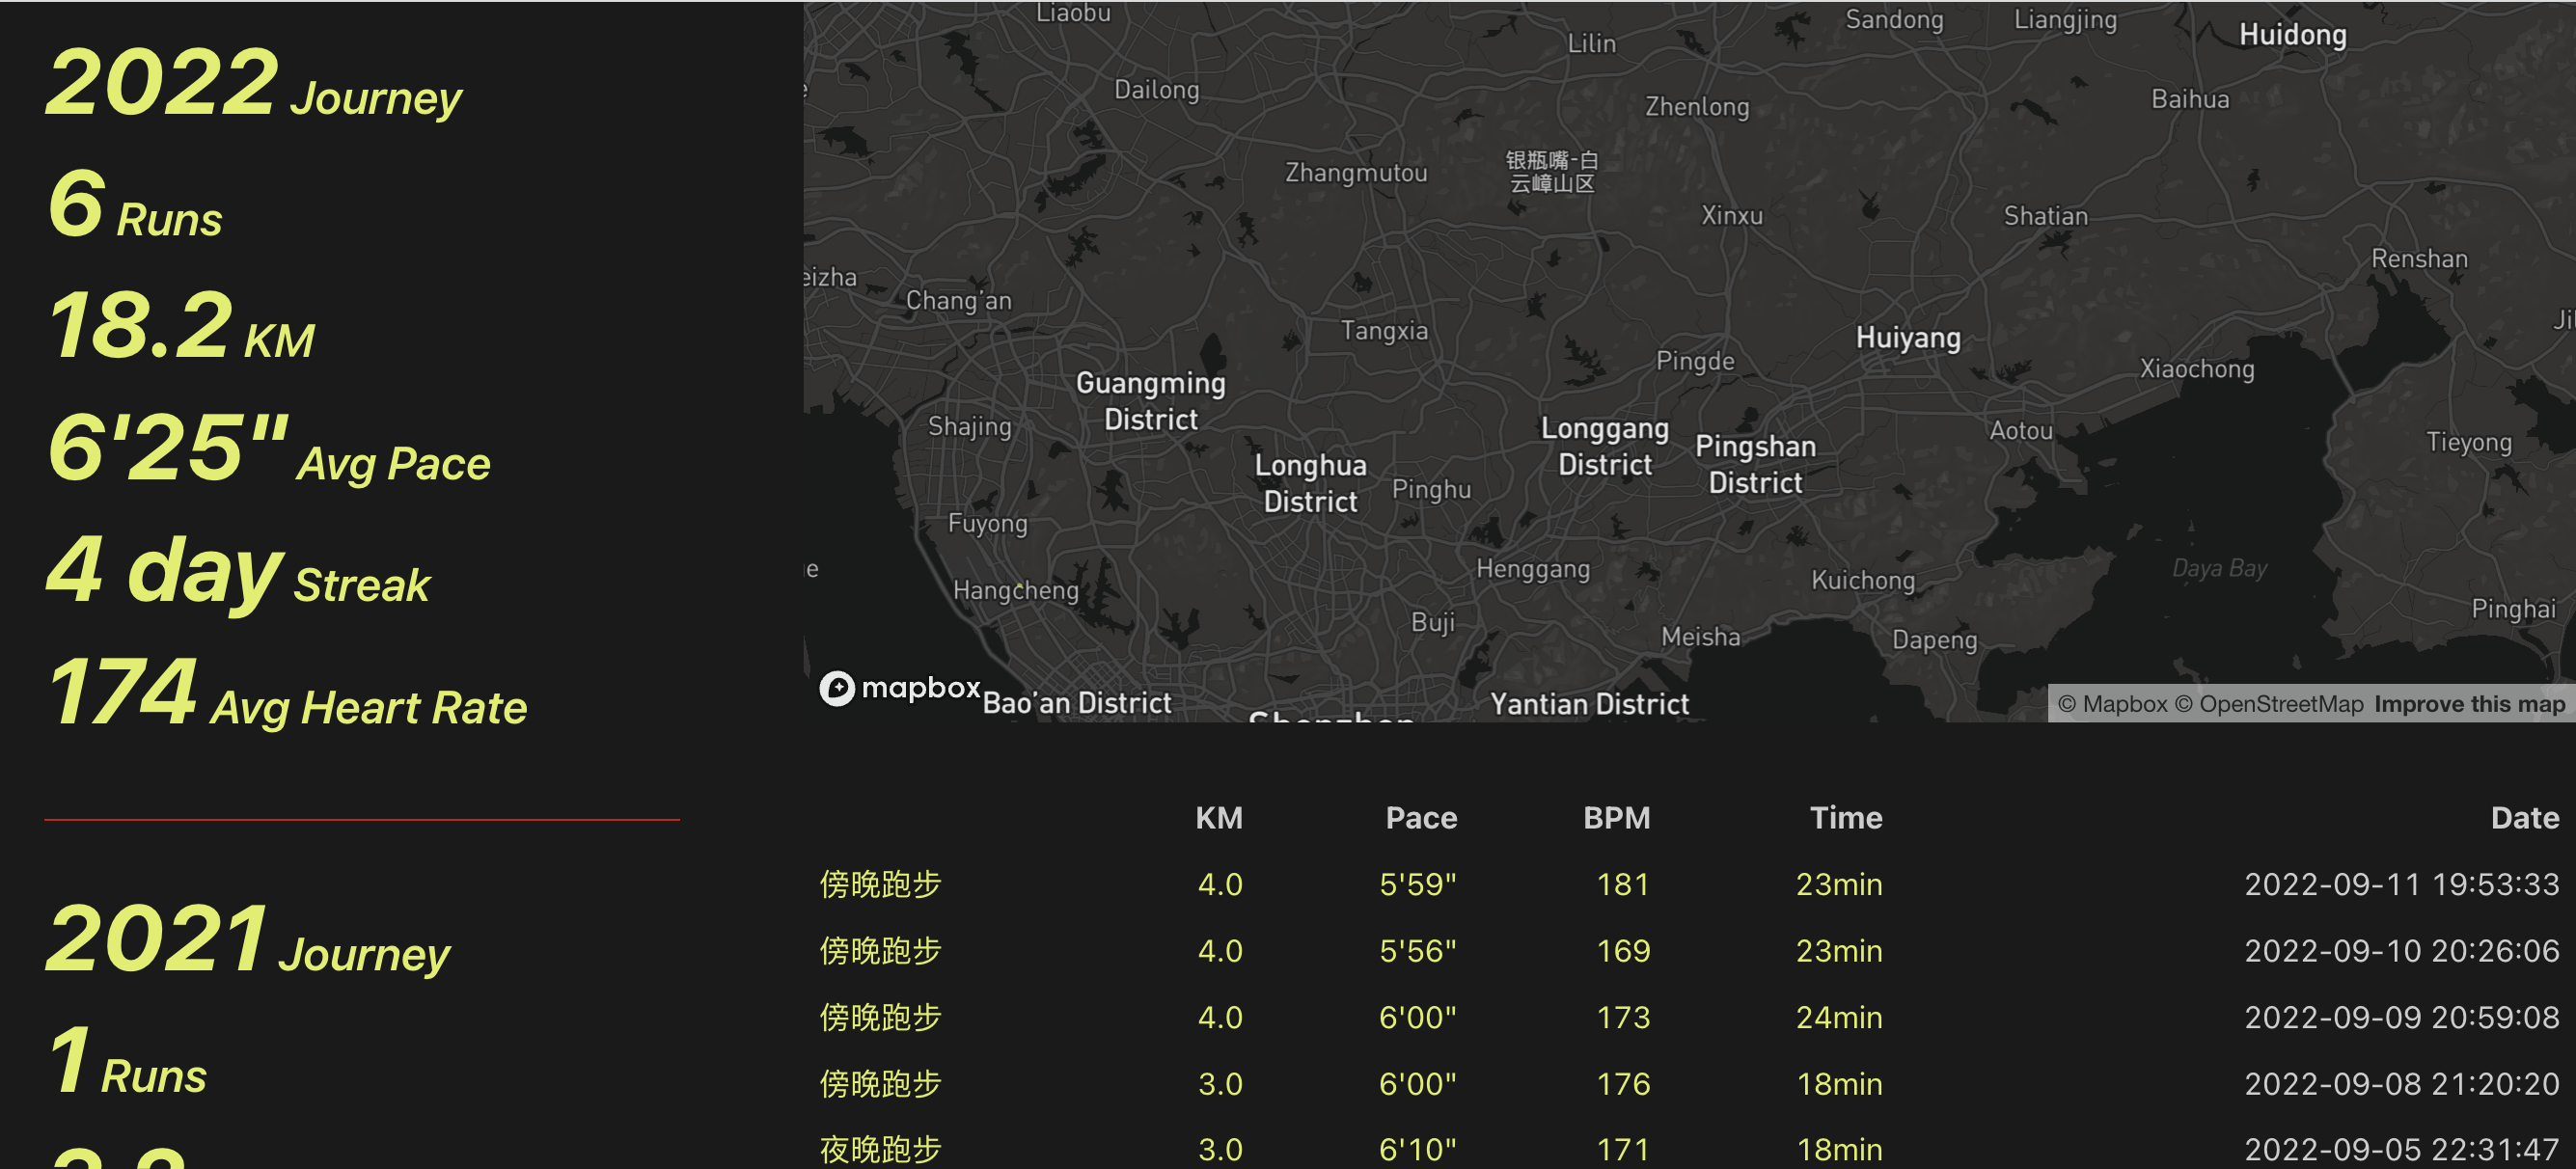 2022 Journey
6 Runs
18.2 KM
6'25" Avg Pace
4 day Streak
174 Avg Heart Rate
2021 Journey
1 Runs
Liaobu
Sandong
Liangjing
Huidong
Lilin
Dailong
Zhenlong
Baihua
银瓶嘴-白
云嶂山区
Zhangmutou
Xinxu
Shatian
Renshan
eizha
Chang'an
Tangxia
Huiyang
Pingde
Xiaochong
Guangming
District
Shajing
Longgang
District
Pingshan
District
Aotou
Tieyong
Longhua
District
Pinghu
Fuyong
Henggang
Kuichong
Daya Bay
Hangcheng
Buji
Meisha
Dapeng
Pinghai
mapbox
Bao'an District
Shenzhen
Yantian District
© Mapbox © OpenStreetMap Improve this map
KM Pace BPM Time Date
傍晚跑步 4.0 5'59" 181 23min 2022-09-11 19:53:33
傍晚跑步 4.0 5'56" 169 23min 2022-09-10 20:26:06
傍晚跑步 4.0 6'00" 173 24min 2022-09-09 20:59:08
傍晚跑步 3.0 6'00" 176 18min 2022-09-08 21:20:20
夜晚跑步 3.0 6'10" 171 18min 2022-09-05 22:31:47